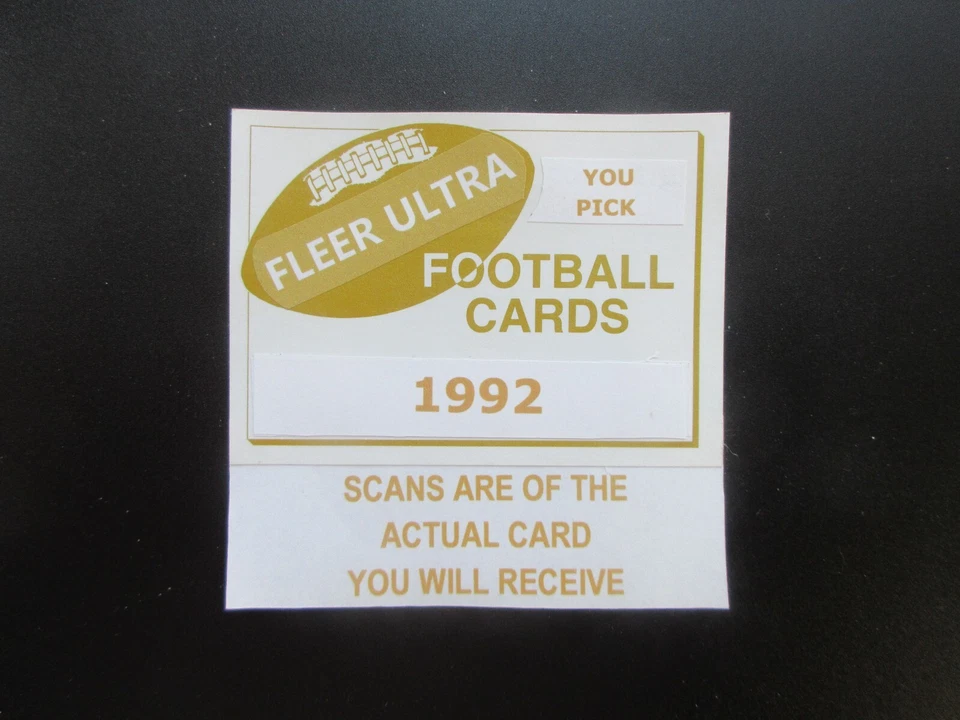 FLEER ULTRA
YOU
PICK
FOOTBALL
CARDS
1992
SCANS ARE OF THE
ACTUAL CARD
YOU WILL RECEIVE